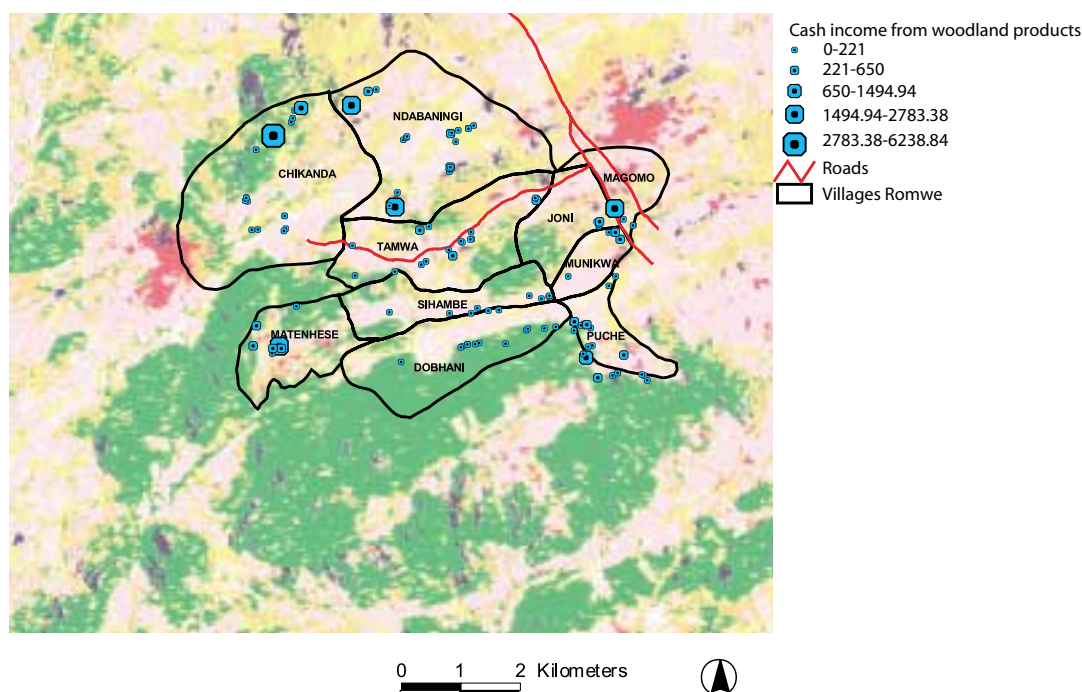 Cash income from woodland products
0-221
221-650
650-1494.94
1494.94-2783.38
2783.38-6238.84
Roads
Villages Romwe
NDABANINGI
CHIKANDA
MAGOMO
JONI
TAMWA
MUNIKWA
SIHAMBE
MATENHESE
PUCHE
DOBHANI
0 1 2 Kilometers